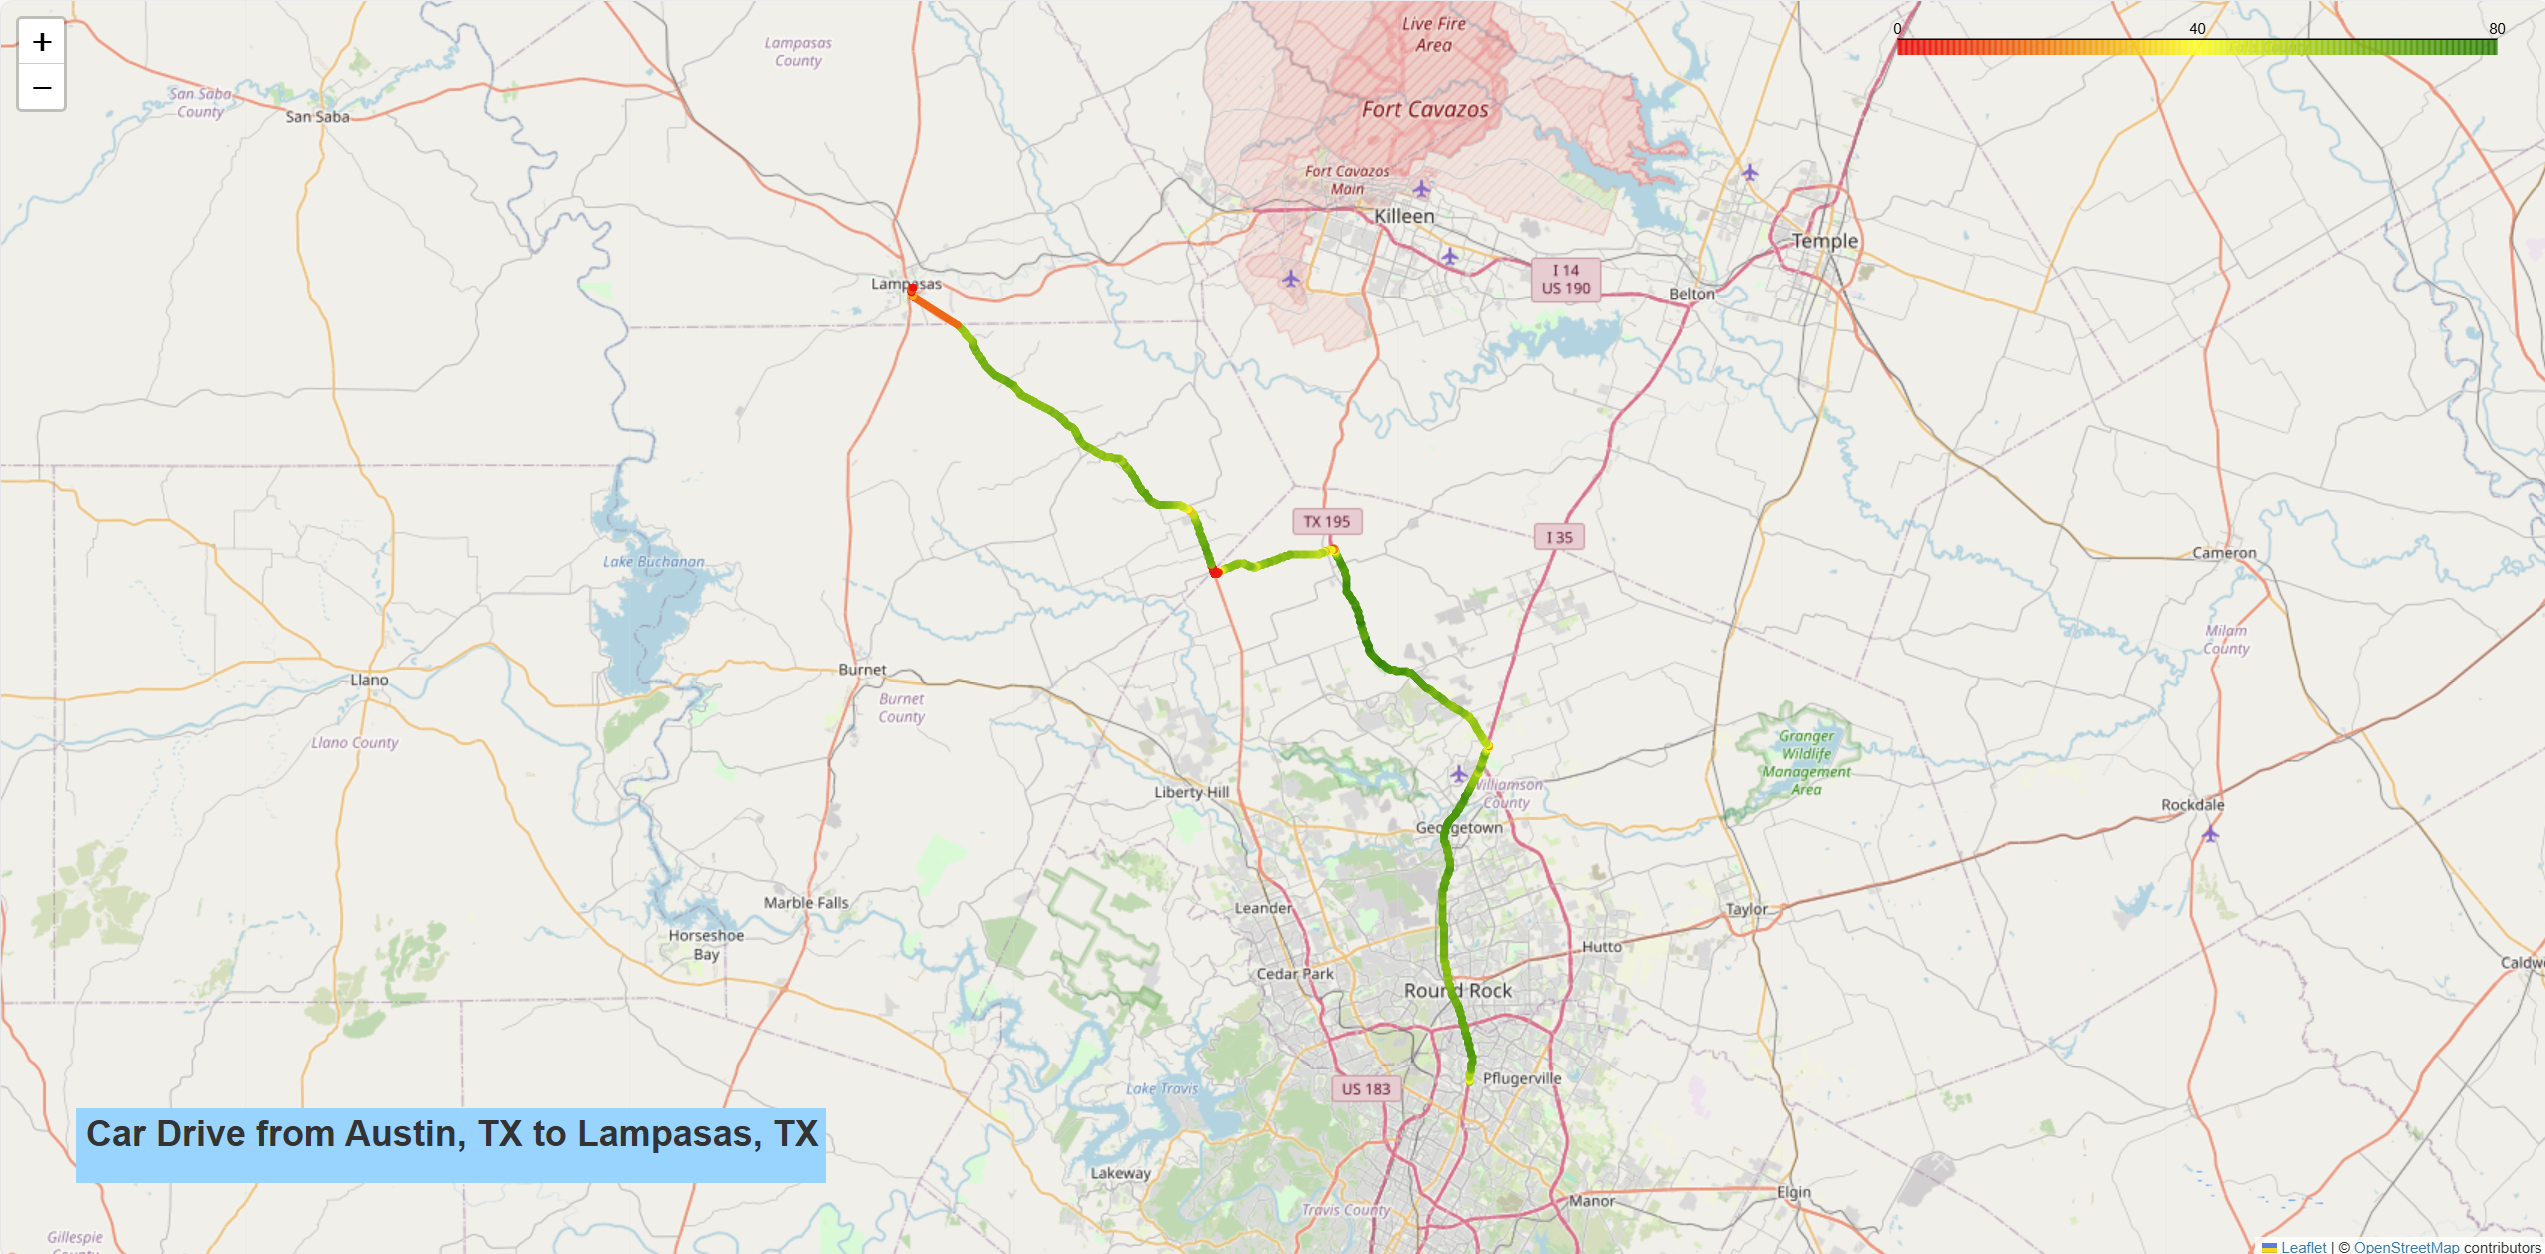 +
−
Lampasas
County
Live Fire
Area
0
40
80
San Saba
County
San Saba
Fort Cavazos
Fort Cavazos
Main
Killeen
Temple
Lampasas
I 14
US 190
Belton
TX 195
I 35
Cameron
Lake Buchanan
Milam
County
Burnet
Llano
Burnet
County
Llano County
Granger
Wildlife
Management
Area
Williamson
County
Liberty Hill
Rockdale
Georgetown
Marble Falls
Leander
Taylor
Horseshoe
Bay
Hutto
Cedar Park
Caldw
Round Rock
Pflugerville
US 183
Lake Travis
Car Drive from Austin, TX to Lampasas, TX
Lakeway
Manor
Elgin
Travis County
Gillespie
County
Leaflet | © OpenStreetMap contributors